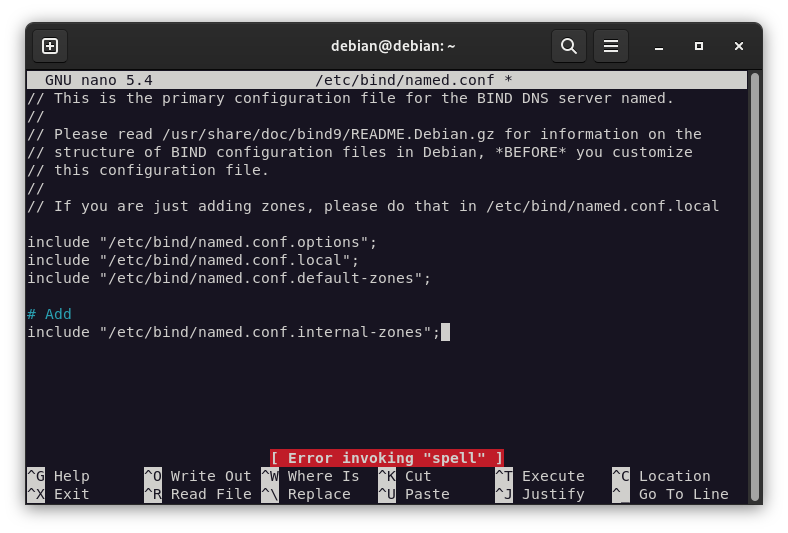 debian@debian: ~
GNU nano 5.4 /etc/bind/named.conf *
// This is the primary configuration file for the BIND DNS server named.
//
// Please read /usr/share/doc/bind9/README.Debian.gz for information on the
// structure of BIND configuration files in Debian, *BEFORE* you customize
// this configuration file.
//
// If you are just adding zones, please do that in /etc/bind/named.conf.local
include "/etc/bind/named.conf.options";
include "/etc/bind/named.conf.local";
include "/etc/bind/named.conf.default-zones";
# Add
include "/etc/bind/named.conf.internal-zones";
[ Error invoking "spell" ]
^G Help ^O Write Out ^W Where Is ^K Cut ^T Execute ^C Location
^X Exit ^R Read File ^\ Replace ^U Paste ^J Justify ^_ Go To Line